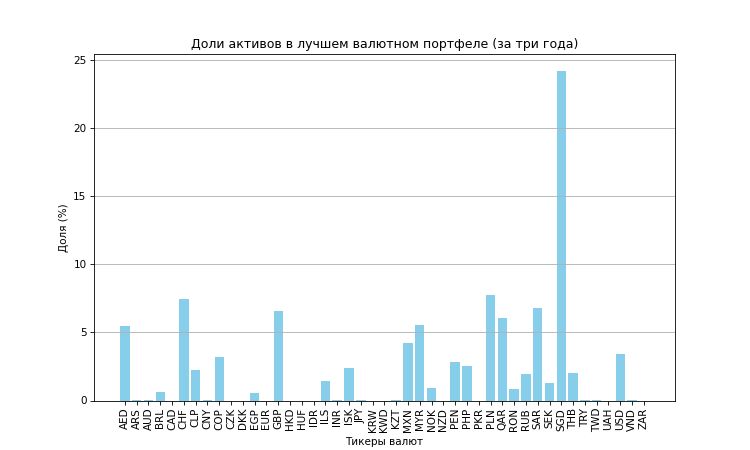 Доли активов в лучшем валютном портфеле (за три года)
Доля (%)
25
20
15
10
5
0
AED ARS AUD BRL CAD CHF CLP CNY COP CZK DKK EGP EUR GBP HKD HUF IDR ILS INR ISK JPY KRW KWD KZT MXN MYR NOK NZD PEN PHP PKR PLN QAR RON RUB SAR SEK SGD THB TRY TWD UAH USD VND ZAR
Тикеры валют